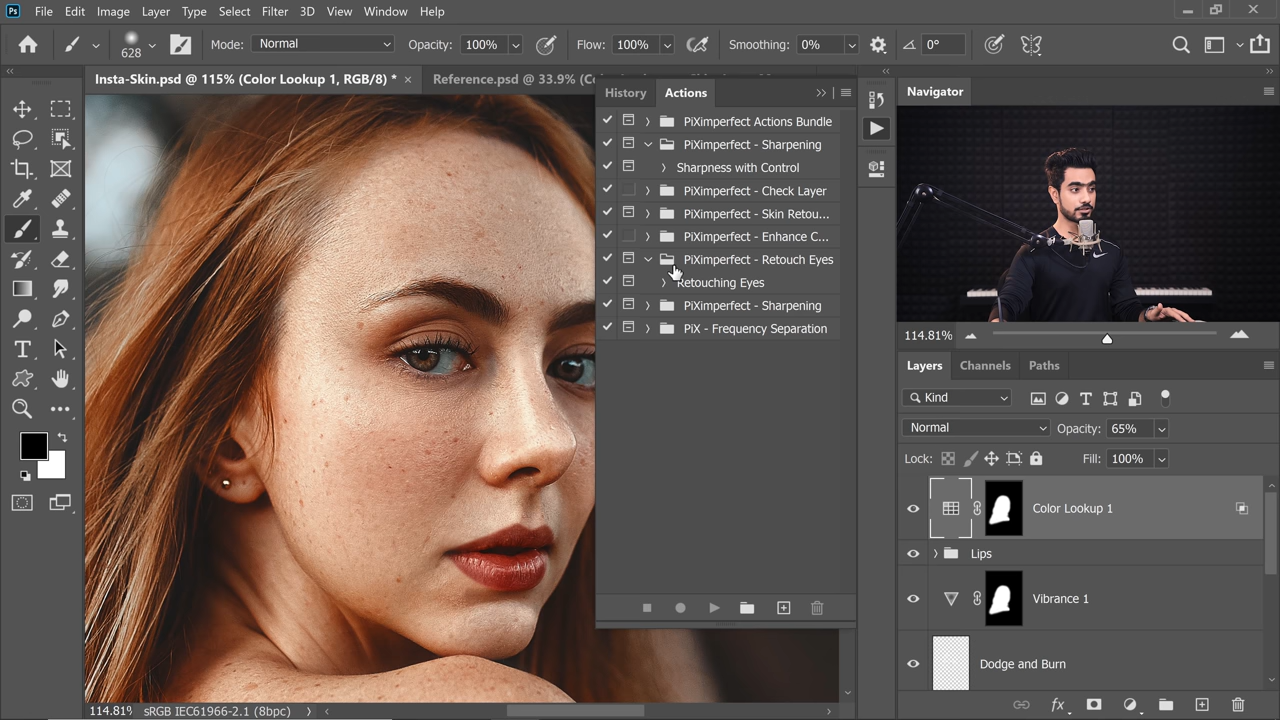 Ps File Edit Image Layer Type Select Filter 3D View Window Help
628 Mode: Normal Opacity: 100% Flow: 100% Smoothing: 0% 0°
Insta-Skin.psd @ 115% (Color Lookup 1, RGB/8) * × Reference.psd @ 33.9% (
History Actions
PiXimperfect Actions Bundle
PiXimperfect - Sharpening
Sharpness with Control
PiXimperfect - Check Layer
PiXimperfect - Skin Retou...
PiXimperfect - Enhance C...
PiXimperfect - Retouch Eyes
Retouching Eyes
PiXimperfect - Sharpening
PiX - Frequency Separation
Navigator
114.81%
Layers Channels Paths
Kind
Normal Opacity: 65%
Lock: Fill: 100%
Color Lookup 1
Lips
Vibrance 1
Dodge and Burn
114.81% sRGB IEC61966-2.1 (8bpc)